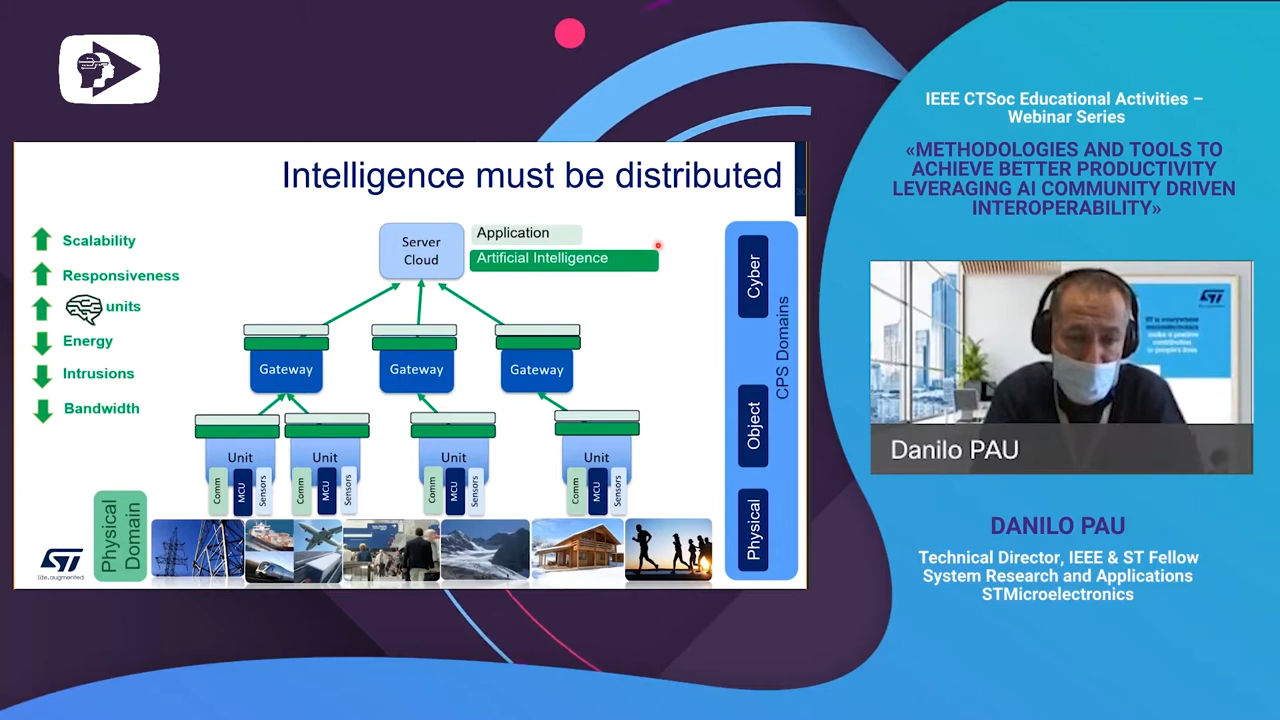 IEEE CTSoc Educational Activities –
Webinar Series
«METHODOLOGIES AND TOOLS TO
ACHIEVE BETTER PRODUCTIVITY
LEVERAGING AI COMMUNITY DRIVEN
INTEROPERABILITY»
Intelligence must be distributed
30
Scalability
Responsiveness
units
Energy
Intrusions
Bandwidth
Server
Cloud
Application
Artificial Intelligence
Gateway
Gateway
Gateway
Unit
Unit
Unit
Unit
Comm
MCU
Sensors
Comm
MCU
Sensors
Comm
MCU
Sensors
Comm
MCU
Sensors
Physical
Domain
Cyber
Object
Physical
CPS Domains
ST
life.augmented
ST
Danilo PAU
DANILO PAU
Technical Director, IEEE & ST Fellow
System Research and Applications
STMicroelectronics